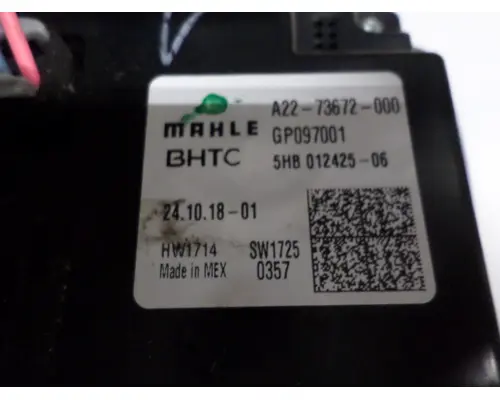 A22-73672-000
MAHLE GP097001
BHTC 5HB 012425-06
24.10.18-01
HW1714 SW1725
Made in MEX 0357